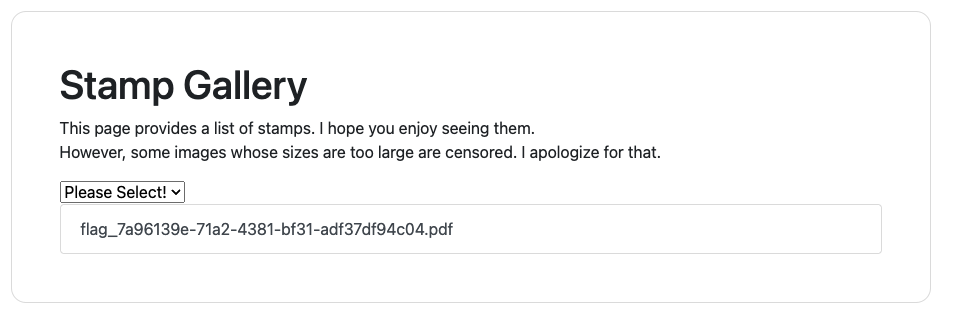 Stamp Gallery
This page provides a list of stamps. I hope you enjoy seeing them.
However, some images whose sizes are too large are censored. I apologize for that.
Please Select!
flag_7a96139e-71a2-4381-bf31-adf37df94c04.pdf